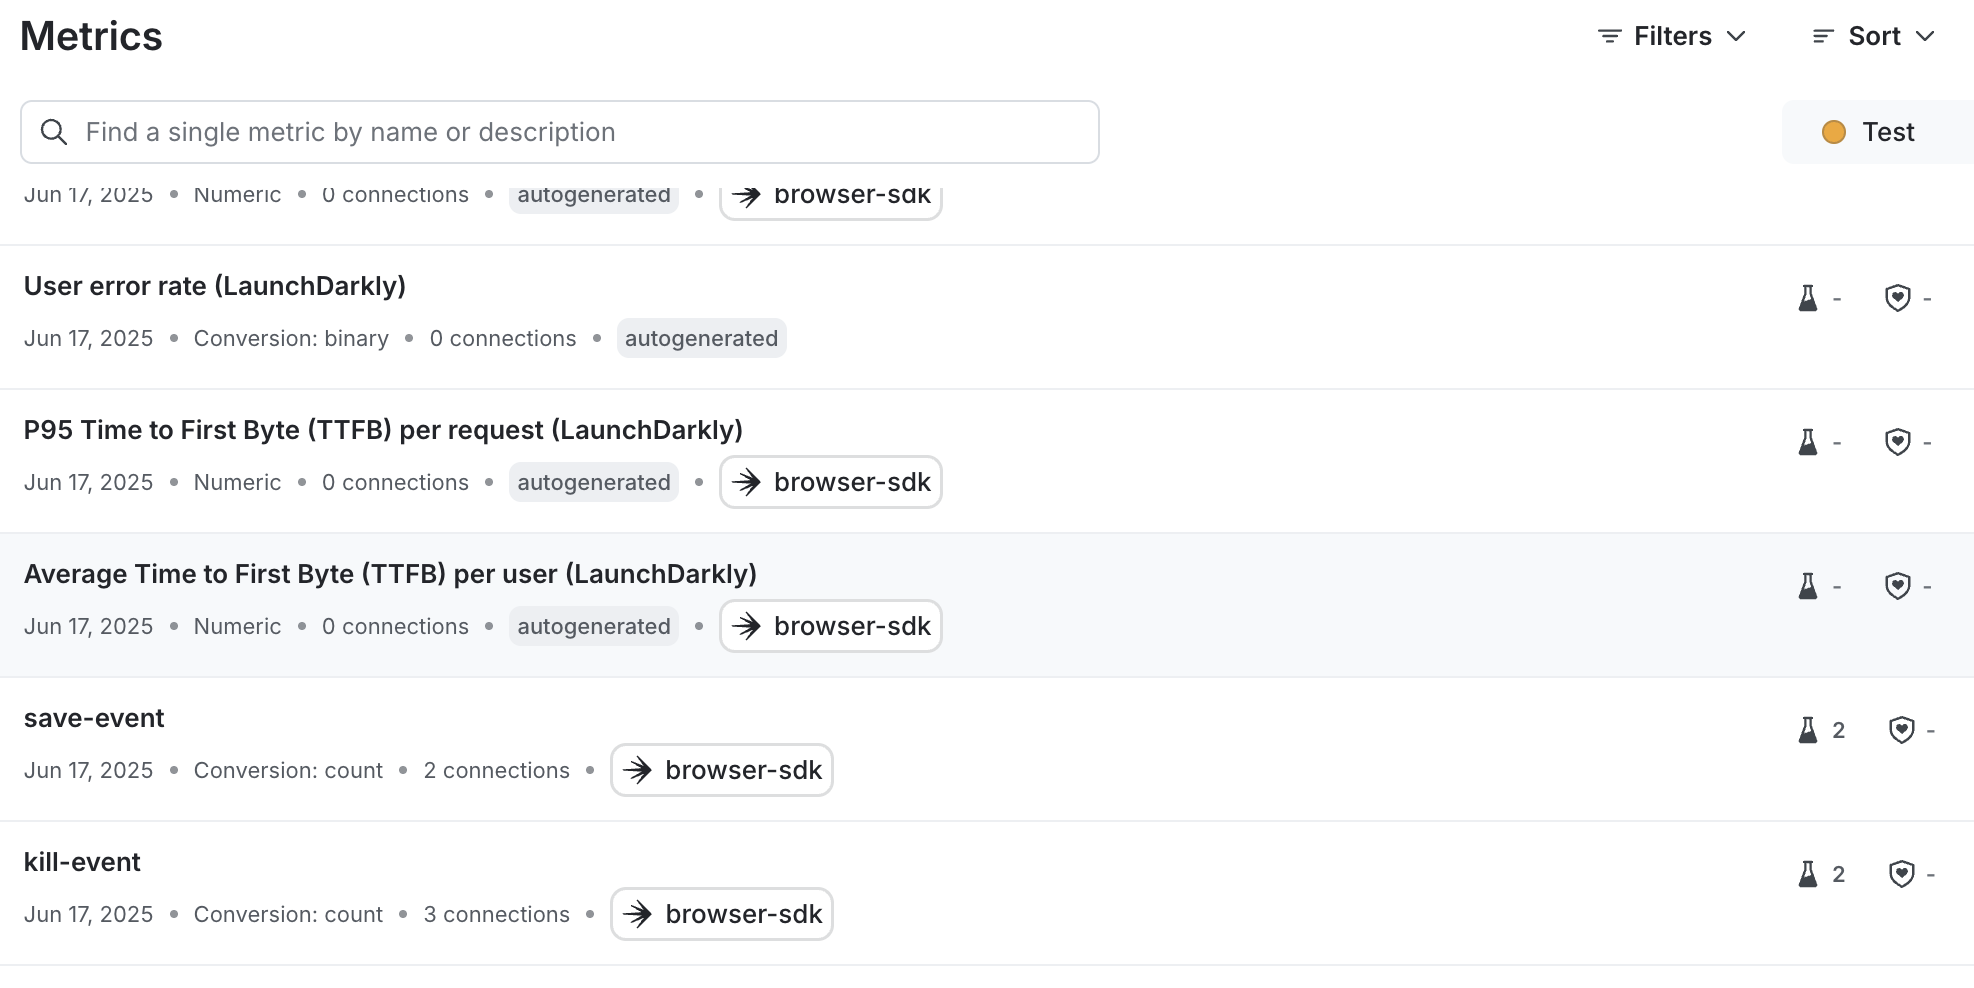 Metrics
Filters
Sort
Find a single metric by name or description
Test
Jun 17, 2025 • Numeric • 0 connections • autogenerated • browser-sdk
User error rate (LaunchDarkly)
-
-
Jun 17, 2025 • Conversion: binary • 0 connections • autogenerated
P95 Time to First Byte (TTFB) per request (LaunchDarkly)
-
-
Jun 17, 2025 • Numeric • 0 connections • autogenerated • browser-sdk
Average Time to First Byte (TTFB) per user (LaunchDarkly)
-
-
Jun 17, 2025 • Numeric • 0 connections • autogenerated • browser-sdk
save-event
2
-
Jun 17, 2025 • Conversion: count • 2 connections • browser-sdk
kill-event
2
-
Jun 17, 2025 • Conversion: count • 3 connections • browser-sdk